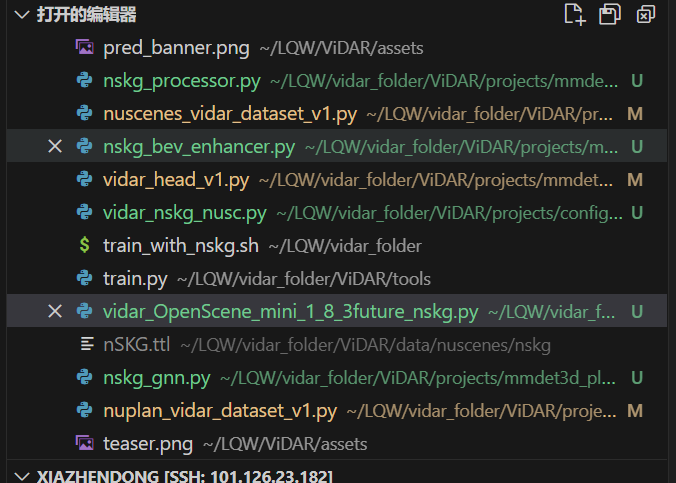 打开的编辑器
pred_banner.png ~/LQW/ViDAR/assets
nskg_processor.py ~/LQW/vidar_folder/ViDAR/projects/mmde... U
nuscenes_vidar_dataset_v1.py ~/LQW/vidar_folder/ViDAR/pr... M
nskg_bev_enhancer.py ~/LQW/vidar_folder/ViDAR/projects/m... U
vidar_head_v1.py ~/LQW/vidar_folder/ViDAR/projects/mmdet... M
vidar_nskg_nusc.py ~/LQW/vidar_folder/ViDAR/projects/config... U
$ train_with_nskg.sh ~/LQW/vidar_folder
train.py ~/LQW/vidar_folder/ViDAR/tools
vidar_OpenScene_mini_1_8_3future_nskg.py ~/LQW/vidar_f... U
nSKG.ttl ~/LQW/vidar_folder/ViDAR/data/nuscenes/nskg
nskg_gnn.py ~/LQW/vidar_folder/ViDAR/projects/mmdet3d_pl... U
nuplan_vidar_dataset_v1.py ~/LQW/vidar_folder/ViDAR/proje... M
teaser.png ~/LQW/ViDAR/assets
XIAZHENDONG [SSH: 101.126.23.182]